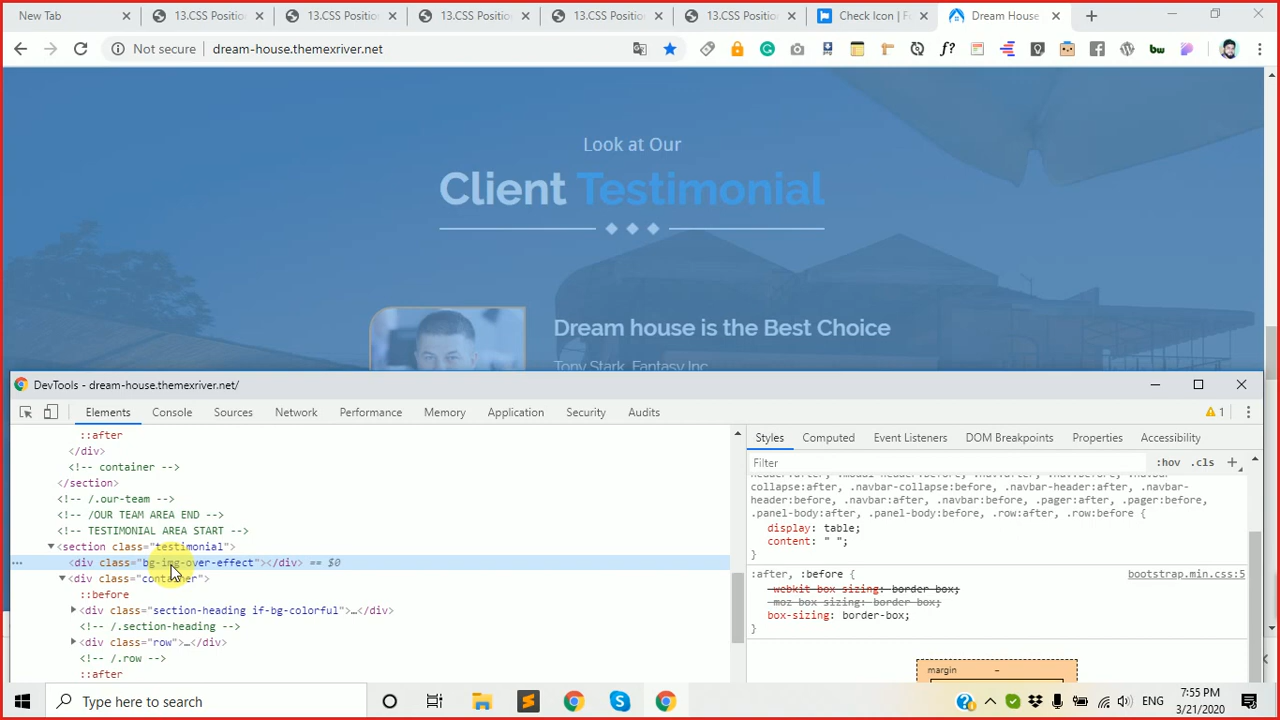 New Tab
13.CSS Positio
13.CSS Positio
13.CSS Positio
13.CSS Positio
13.CSS Positio
Check Icon | Fo
Dream House
Not secure
dream-house.themexriver.net
f?
bw
Look at Our
Client Testimonial
Dream house is the Best Choice
Tony Stark, Fantasy Inc
DevTools - dream-house.themexriver.net/
Elements Console Sources Network Performance Memory Application Security Audits 1
::after
</div>
<!-- container -->
</section>
<!-- /.our-team -->
<!-- /OUR TEAM AREA END -->
<!-- TESTIMONIAL AREA START -->
<section class="testimonial">
<div class="bg-img-over-effect"></div> == $0
<div class="container">
::before
<div class="section-heading if-bg-colorful">…</div>
<!-- /.section-heading -->
<div class="row">…</div>
<!-- /.row -->
::after
Styles Computed Event Listeners DOM Breakpoints Properties Accessibility
Filter :hov .cls
collapse:after, .navbar-collapse:before, .navbar-header:after, .navbar-
header:before, .navbar:after, .navbar:before, .pager:after, .pager:before,
.panel-body:after, .panel-body:before, .row:after, .row:before {
display: table;
content: " ";
}
:after, :before { bootstrap.min.css:5
-webkit-box-sizing: border-box;
-moz-box-sizing: border-box;
box-sizing: border-box;
}
margin -
Type here to search
ENG
7:55 PM
3/21/2020